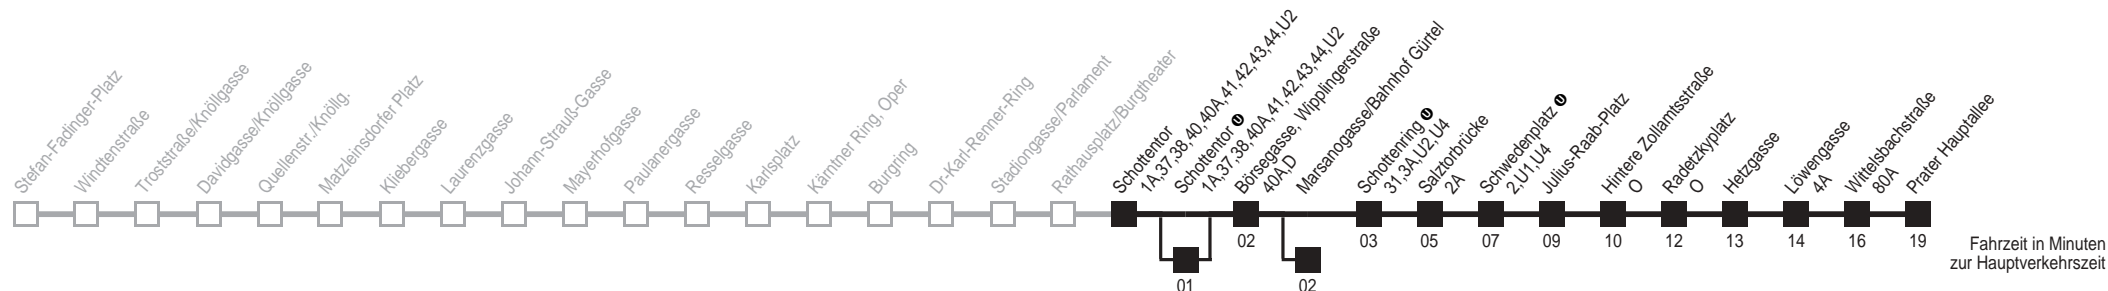 Stefan-Fadinger-Platz
Windtenstraße
Troststraße/Knöllgasse
Davidgasse/Knöllgasse
Quellenstr./Knöllg.
Matzleinsdorfer Platz
Kliebergasse
Laurenzgasse
Johann-Strauß-Gasse
Mayerhofgasse
Paulanergasse
Resselgasse
Karlsplatz
Kärntner Ring, Oper
Burgring
Dr-Karl-Renner-Ring
Stadiongasse/Parlament
Rathausplatz/Burgtheater
Schottentor
1A,37,38,40,40A,41,42,43,44,U2
Schottentor U
1A,37,38,40A,41,42,43,44,U2
Börsegasse, Wipplingerstraße
40A,D
Marsanogasse/Bahnhof Gürtel
Schottenring U
31,3A,U2,U4
Salztorbrücke
2A
Schwedenplatz U
2,U1,U4
Julius-Raab-Platz
Hintere Zollamtsstraße
O
Radetzkyplatz
O
Hetzgasse
Löwengasse
4A
Wittelsbachstraße
80A
Prater Hauptallee
02 03 05 07 09 10 12 13 14 16 19
01 02
Fahrzeit in Minuten
zur Hauptverkehrszeit